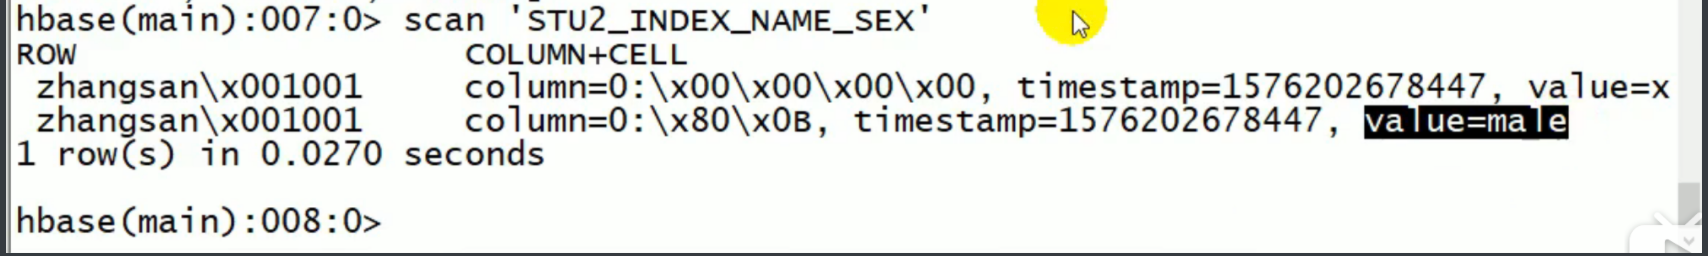 hbase(main):007:0> scan 'STU2_INDEX_NAME_SEX'
ROW                   COLUMN+CELL
 zhangsan\x001001     column=0:\x00\x00\x00\x00, timestamp=1576202678447, value=x
 zhangsan\x001001     column=0:\x80\x0B, timestamp=1576202678447, value=male
1 row(s) in 0.0270 seconds
hbase(main):008:0>